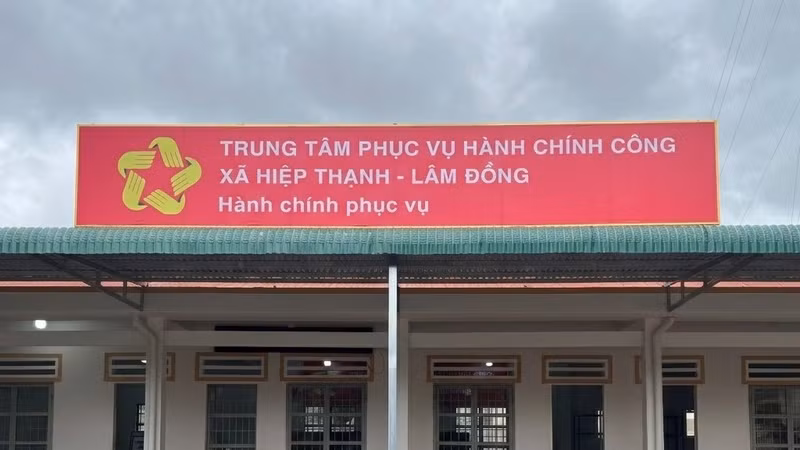 TRUNG TÂM PHỤC VỤ HÀNH CHÍNH CÔNG
XÃ HIỆP THẠNH - LÂM ĐỒNG
Hành chính phục vụ